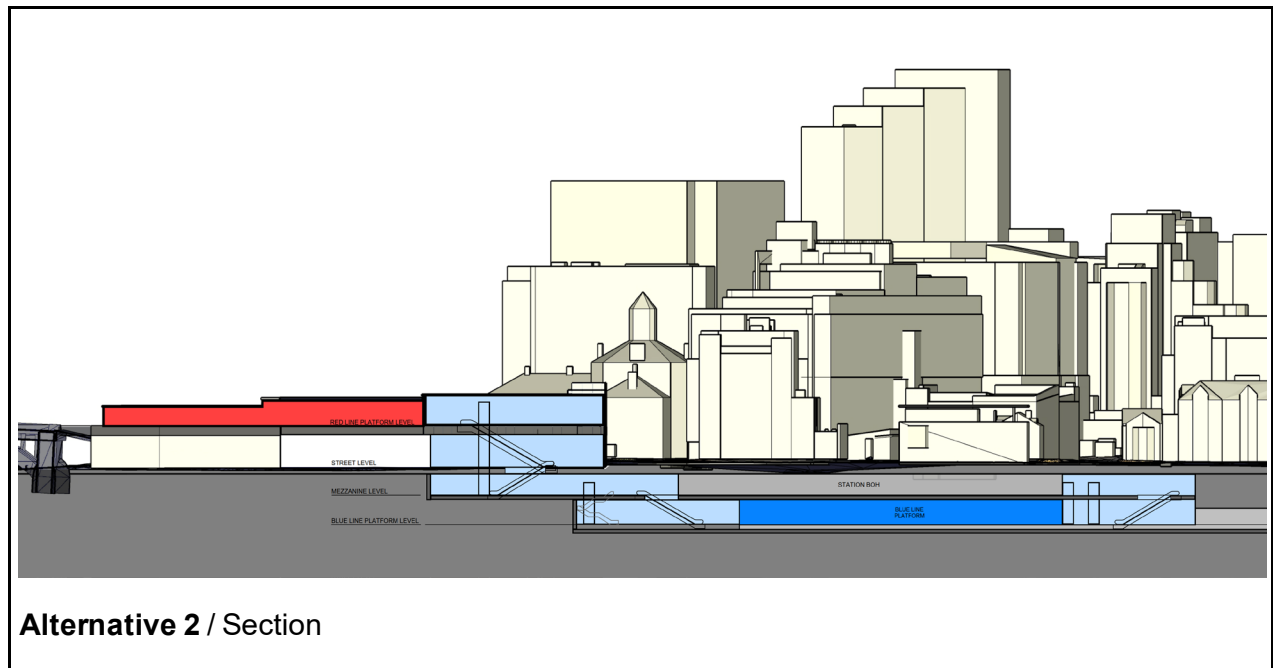 RED LINE PLATFORM LEVEL
STREET LEVEL
STATION BOH
MEZZANINE LEVEL
BLUE LINE
PLATFORM
BLUE LINE PLATFORM LEVEL
Alternative 2 / Section